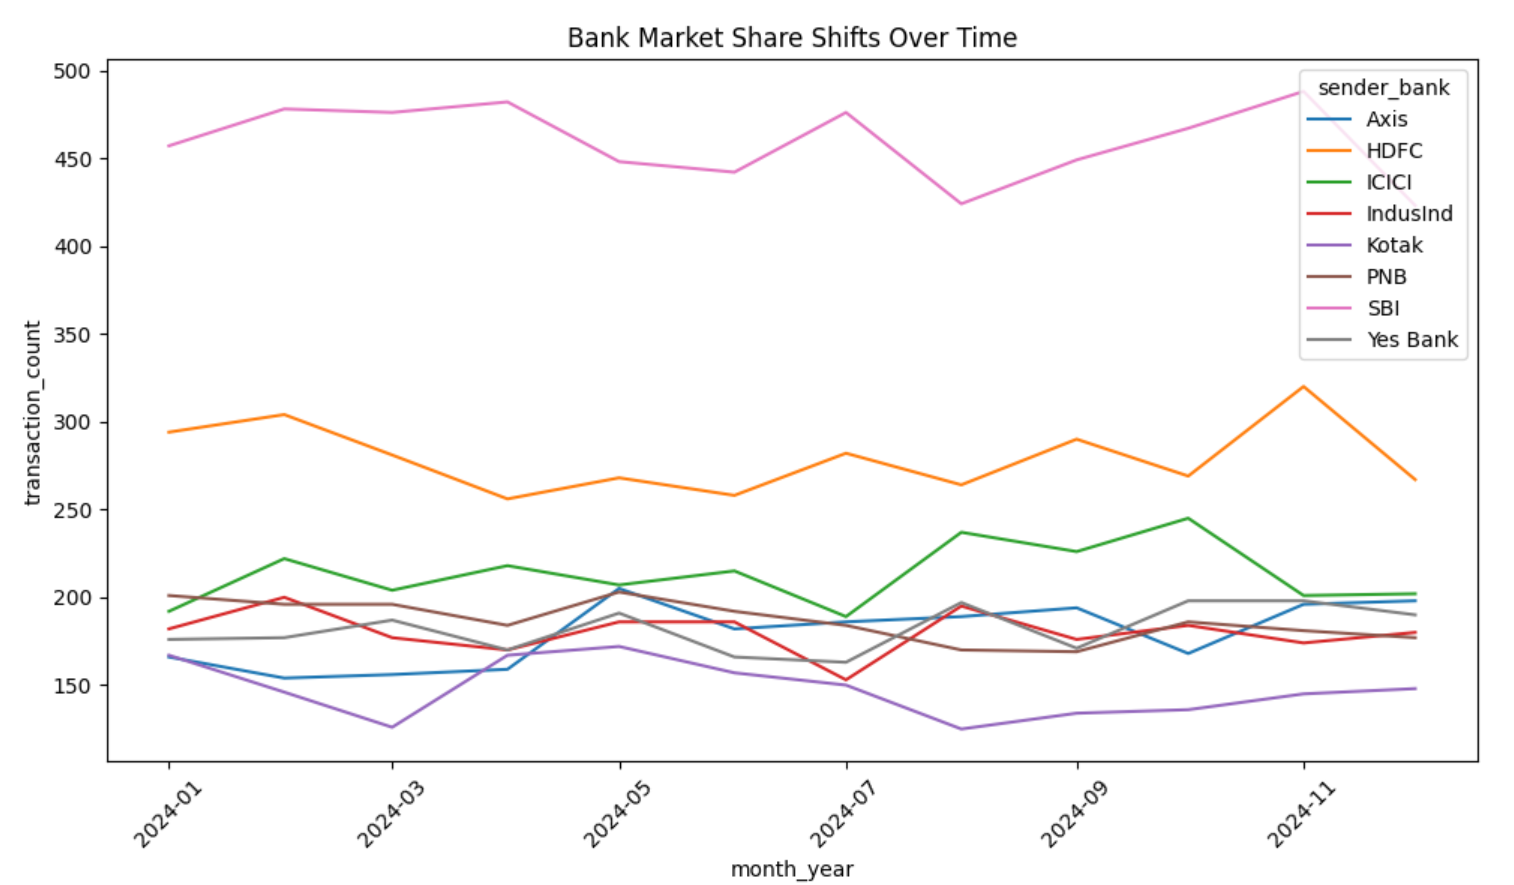 Bank Market Share Shifts Over Time
500
450
400
350
300
250
200
150
transaction_count
sender_bank
Axis
HDFC
ICICI
IndusInd
Kotak
PNB
SBI
Yes Bank
2024-01
2024-03
2024-05
2024-07
2024-09
2024-11
month_year